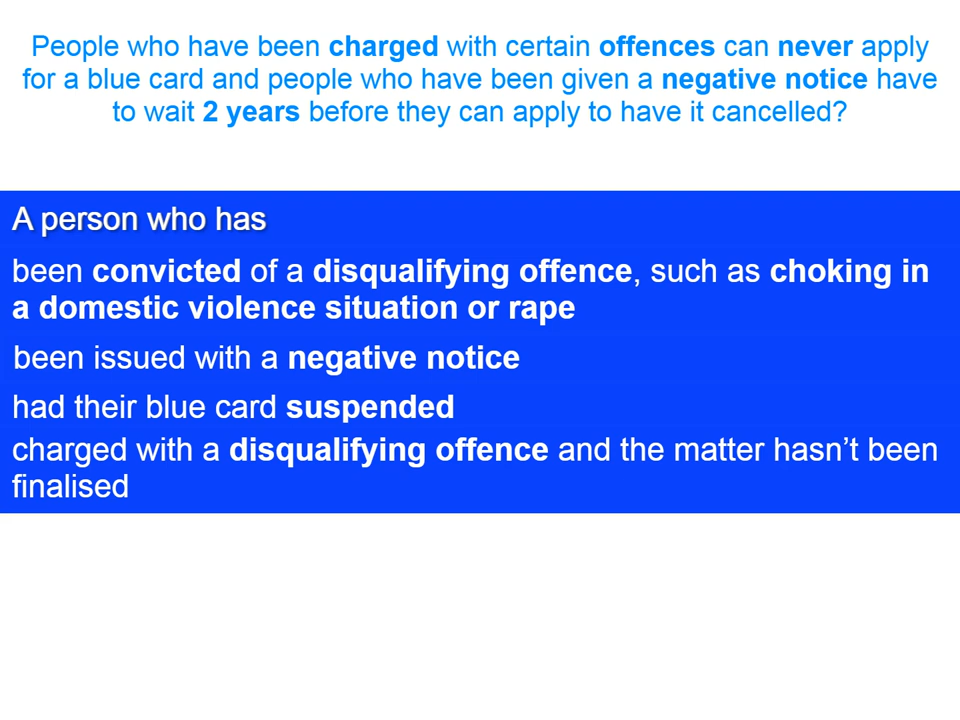 People who have been charged with certain offences can never apply
for a blue card and people who have been given a negative notice have
to wait 2 years before they can apply to have it cancelled?
A person who has
been convicted of a disqualifying offence, such as choking in
a domestic violence situation or rape
been issued with a negative notice
had their blue card suspended
charged with a disqualifying offence and the matter hasn’t been
finalised